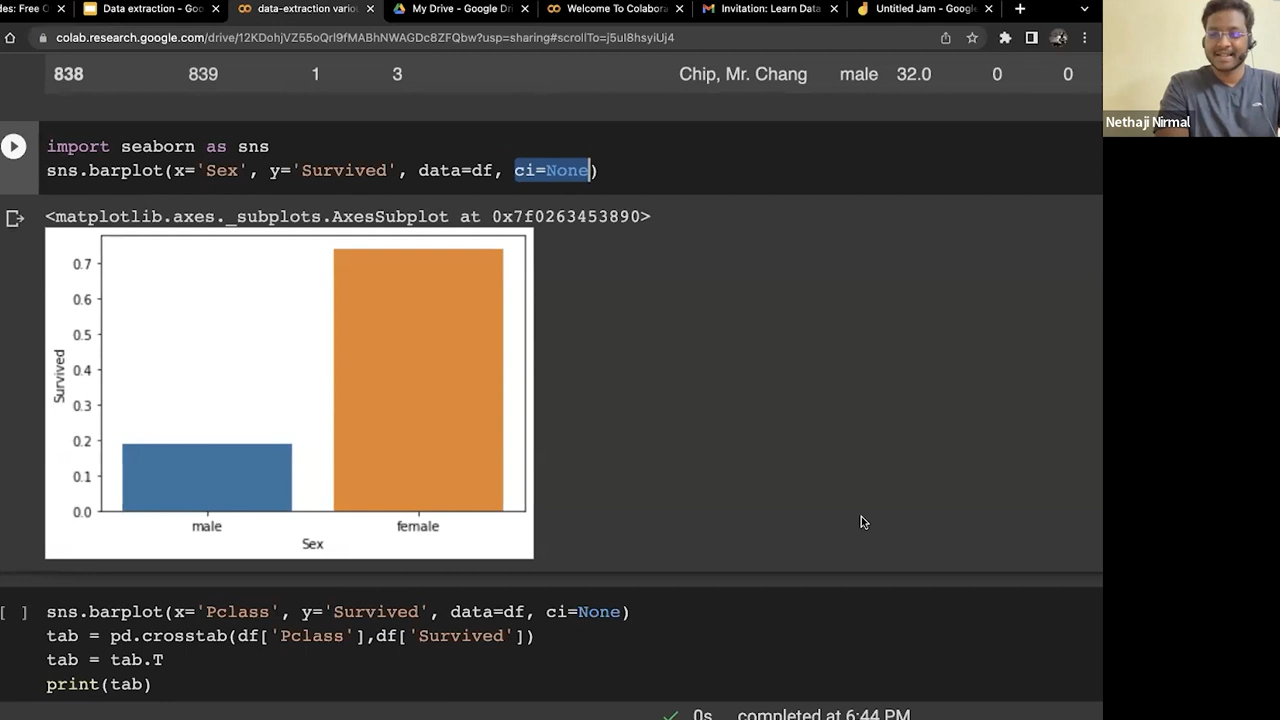 des: Free O
Data extraction - Goo
data-extraction variou
My Drive - Google Dri
Welcome To Colabora
Invitation: Learn Data
Untitled Jam - Google
colab.research.google.com/drive/12KDohjVZ55oQrl9fMABhNWAGDc8ZFQbw?usp=sharing#scrollTo=j5uI8hsyiUj4
838 839 1 3 Chip, Mr. Chang male 32.0 0 0
Nethaji Nirmal
import seaborn as sns
sns.barplot(x='Sex', y='Survived', data=df, ci=None)
<matplotlib.axes._subplots.AxesSubplot at 0x7f0263453890>
0.7
0.6
0.5
0.4
0.3
0.2
0.1
0.0
Survived
male female
Sex
[ ] sns.barplot(x='Pclass', y='Survived', data=df, ci=None)
tab = pd.crosstab(df['Pclass'],df['Survived'])
tab = tab.T
print(tab)
0s completed at 6:44 PM